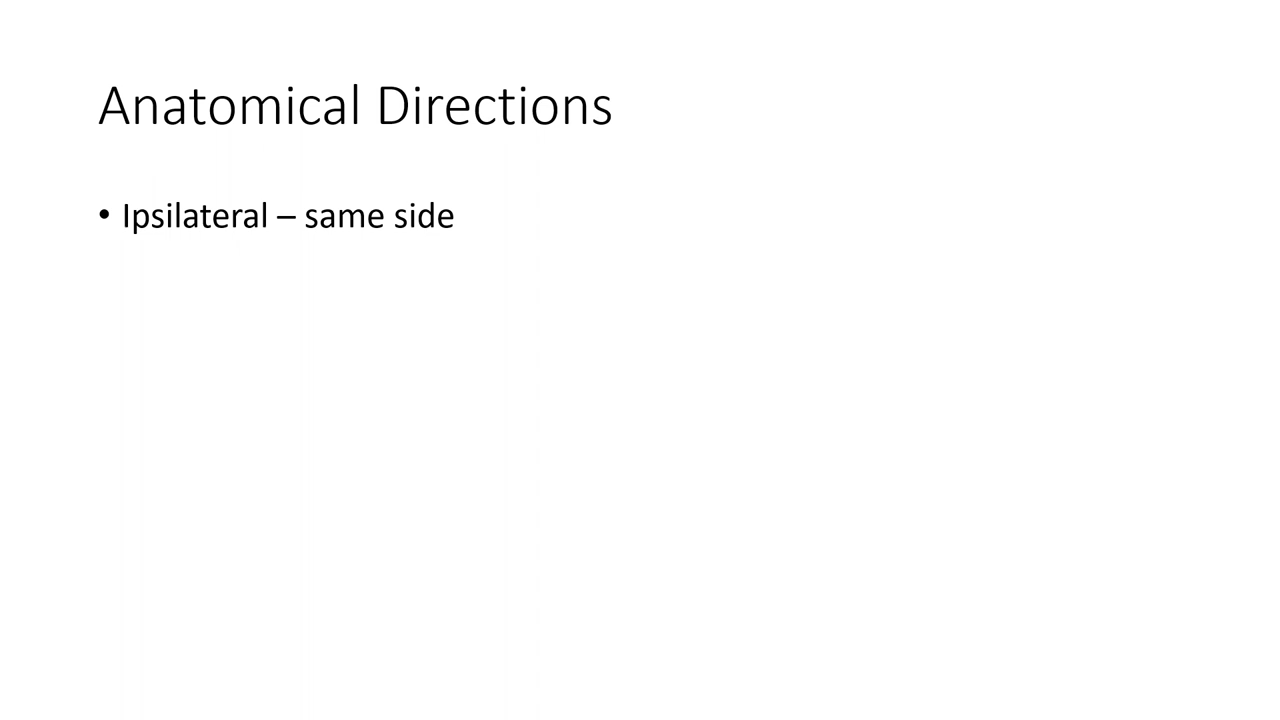 Anatomical Directions
• Ipsilateral – same side